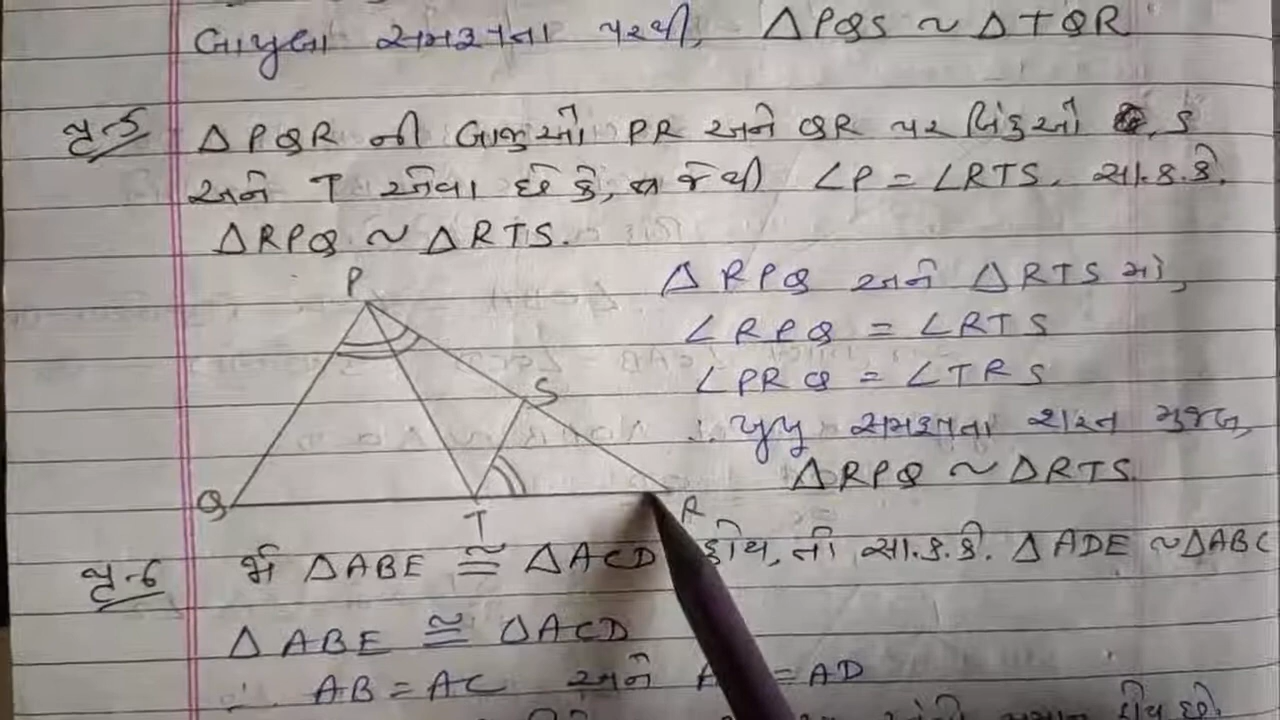 બાખુબા સમરૂપતા પરથી, ΔPQS ~ ΔTQR
પ્ર-5 ΔPQR ની બાજુઓ PR અને QR પર બિંદુઓ S
અને T એવા છે કે, જેથી ∠P = ∠RTS. સા.ક.કે.
ΔRPQ ~ ΔRTS.
ΔRPQ અને ΔRTS માં,
∠RPQ = ∠RTS
∠PRQ = ∠TRS
∴ ખૂખૂ સમરૂપતા શરત મુજબ,
ΔRPQ ~ ΔRTS.
P
S
Q
T
R
પ્ર-6 જો ΔABE ≅ ΔACD હોય, તો સા.ક.કે. ΔADE ~ ΔABC
ΔABE ≅ ΔACD
∴ AB = AC અને = AD